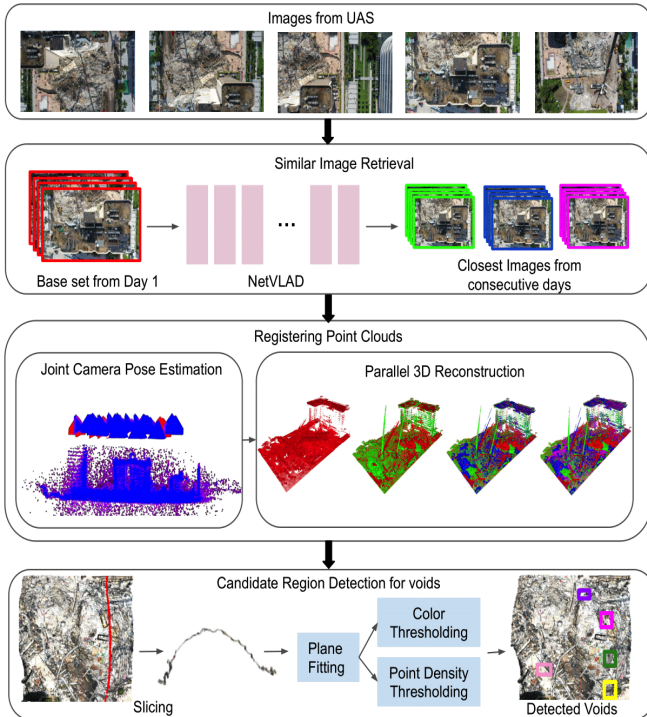 Images from UAS
Similar Image Retrieval
...
Base set from Day 1
NetVLAD
Closest Images from
consecutive days
Registering Point Clouds
Joint Camera Pose Estimation
Parallel 3D Reconstruction
Candidate Region Detection for voids
Slicing
Plane
Fitting
Color
Thresholding
Point Density
Thresholding
Detected Voids